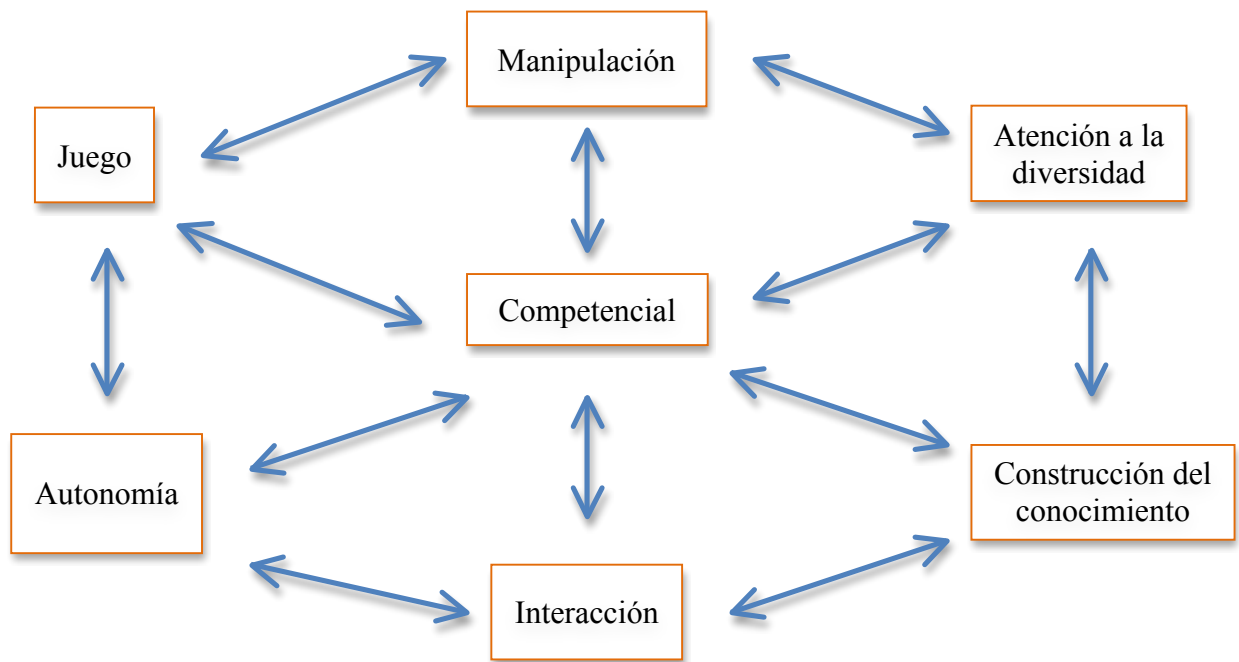 Manipulación
Juego
Atención a la
diversidad
Competencial
Autonomía
Construcción del
conocimiento
Interacción